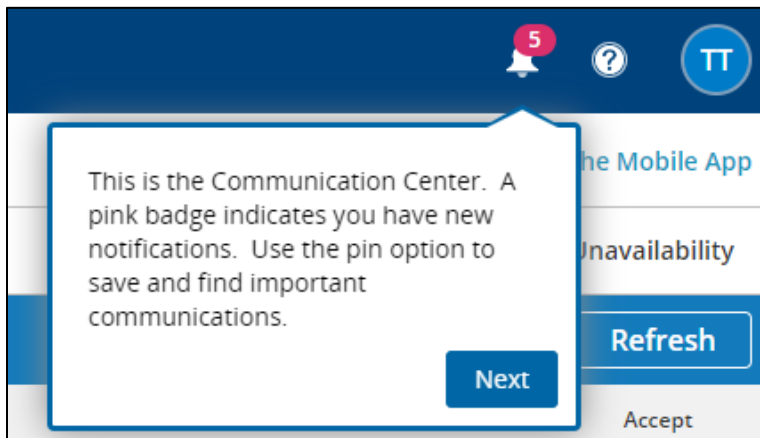 5
?
TT
This is the Communication Center.  A
pink badge indicates you have new
notifications.  Use the pin option to
save and find important
communications.
Next
he Mobile App
Unavailability
Refresh
Accept